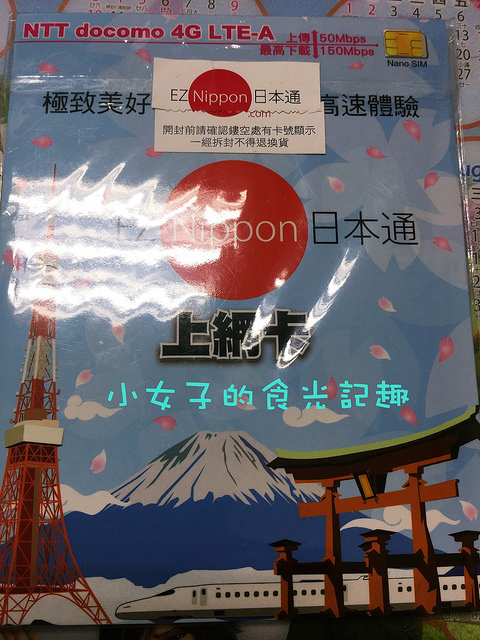 NTT docomo 4G LTE-A
上傳 50Mbps
最高下載 150Mbps
Nano SIM
極致美好
高速體驗
EZ Nippon 日本通
.com
開封前請確認鏤空處有卡號顯示
一經拆封不得退換貨
EZ Nippon 日本通
上網卡
小女子的食光記趣